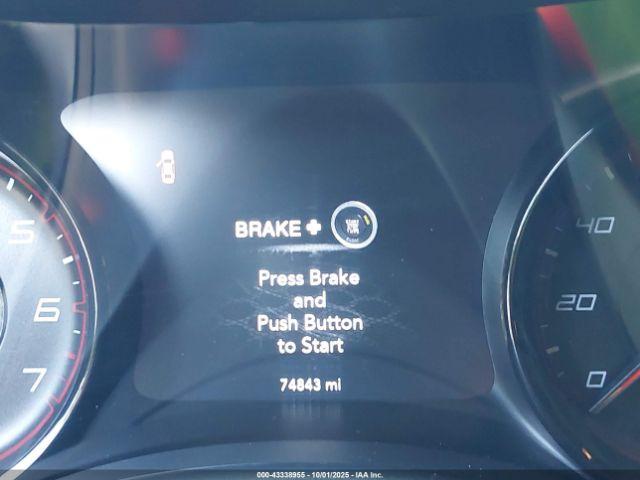 5
6
7
BRAKE +
START
Press Brake
and
Push Button
to Start
74843 mi
40
20
0
000-43338955 - 10/01/2025 - IAA Inc.